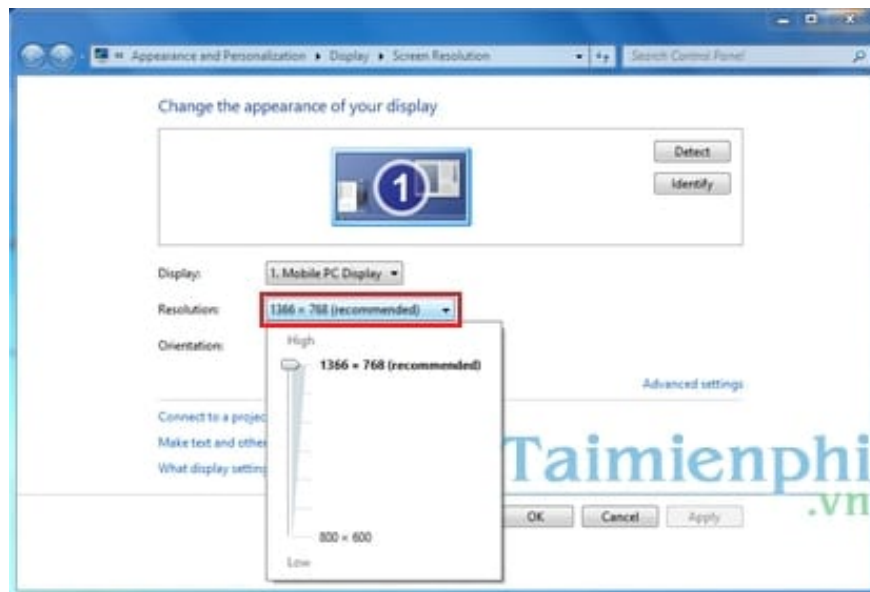 « Appearance and Personalization ▸ Display ▸ Screen Resolution
Search Control Panel
Change the appearance of your display
1
Detect
Identify
Display:
1. Mobile PC Display
Resolution:
1366 × 768 (recommended)
Orientation:
High
1366 × 768 (recommended)
Advanced settings
Connect to a projec
Make text and other
What display setting
800 × 600
Low
OK
Cancel
Apply
Taimienphi
.vn